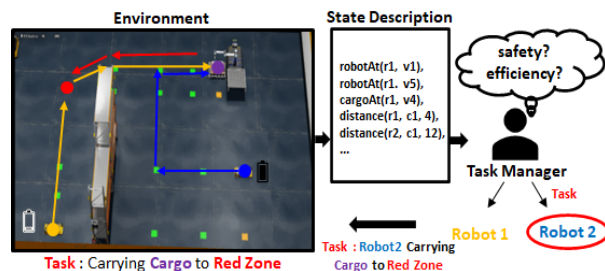 Environment
State Description
robotAt(r1, v1),
robotAt(r1, v5),
cargoAt(r1, v4),
distance(r1, c1, 4),
distance(r2, c1, 12),
...
safety?
efficiency?
Task Manager
Task
Robot 1
Robot 2
Task : Robot2 Carrying
Cargo to Red Zone
Task : Carrying Cargo to Red Zone